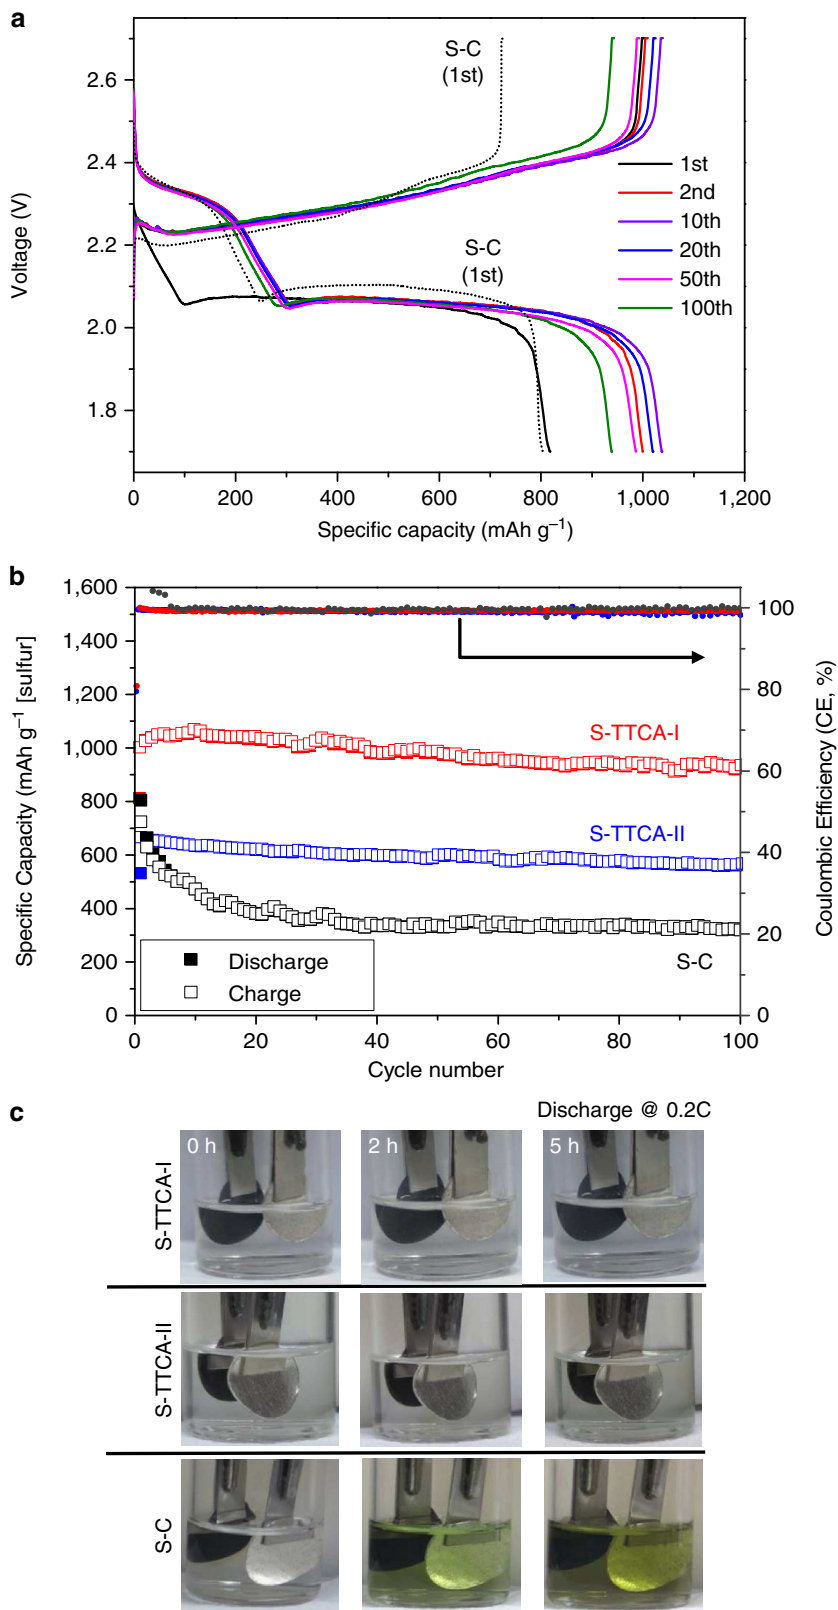 a
S-C
(1st)
2.6
2.4
2.2
2.0
1.8
Voltage (V)
1st
2nd
10th
20th
50th
100th
S-C
(1st)
0
200
400
600
800
1,000
1,200
Specific capacity (mAh g⁻¹)
b
1,600
1,400
1,200
1,000
800
600
400
200
0
Specific Capacity (mAh g⁻¹ [sulfur]
100
80
60
40
20
0
Coulombic Efficiency (CE, %)
S-TTCA-I
S-TTCA-II
S-C
Discharge
Charge
0
20
40
60
80
100
Cycle number
c
Discharge @ 0.2C
0 h
2 h
5 h
S-TTCA-I
S-TTCA-II
S-C